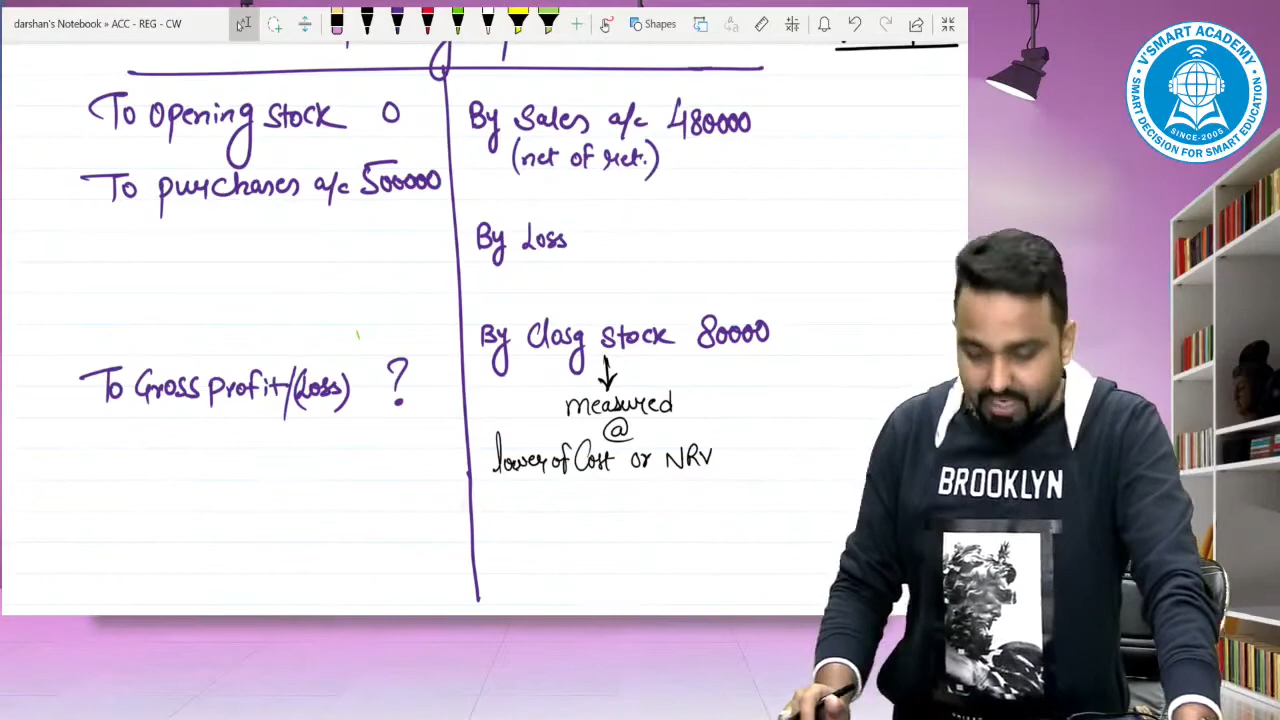 darshan's Notebook » ACC - REG - CW
Shapes
To opening stock 0
To purchases a/c 500000
To Gross profit/(Loss) ?
By Sales a/c 480000
(net of ret.)
By Loss
By Closg stock 80000
measured
@
lower of Cost or NRV
V'SMART ACADEMY
SINCE-2005
SMART DECISION FOR SMART EDUCATION
BROOKLYN